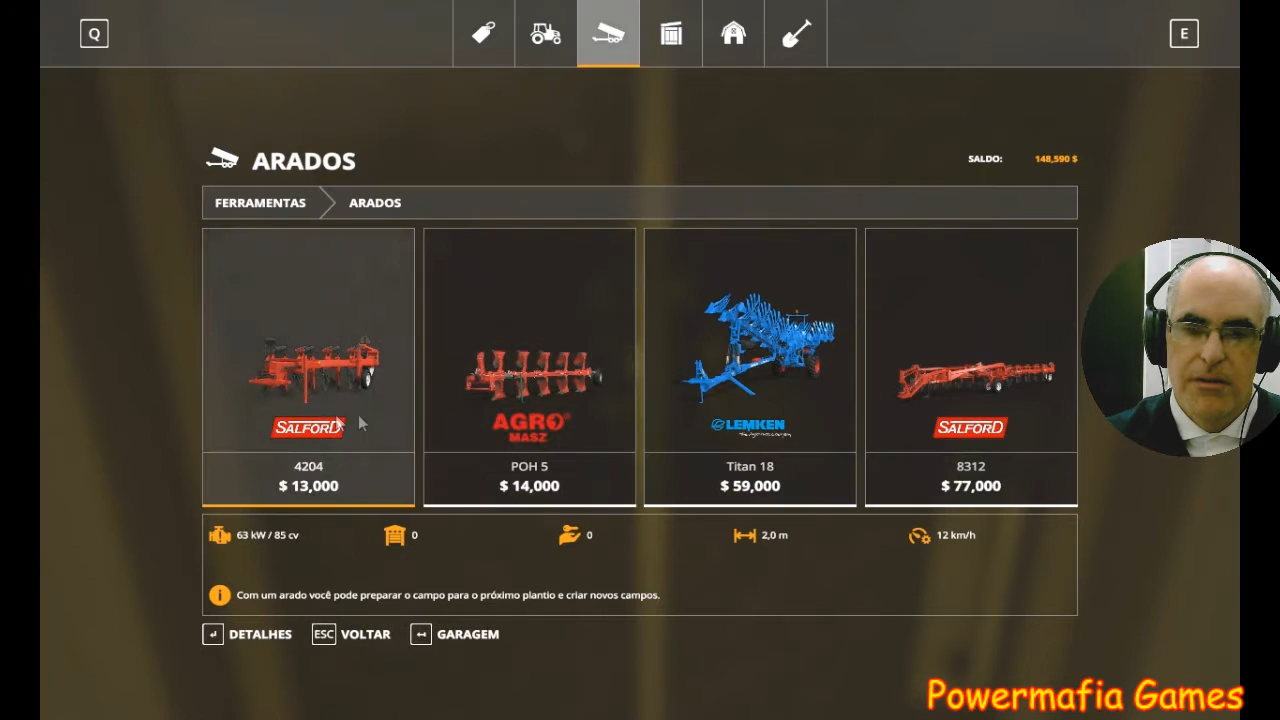 Q
E
ARADOS
SALDO: 148,590 $
FERRAMENTAS ARADOS
SALFORD
AGRO MASZ
LEMKEN
SALFORD
4204
$ 13,000
POH 5
$ 14,000
Titan 18
$ 59,000
8312
$ 77,000
63 kW / 85 cv
0
0
2,0 m
12 km/h
Com um arado você pode preparar o campo para o próximo plantio e criar novos campos.
DETALHES
ESC VOLTAR
GARAGEM
Powermafia Games